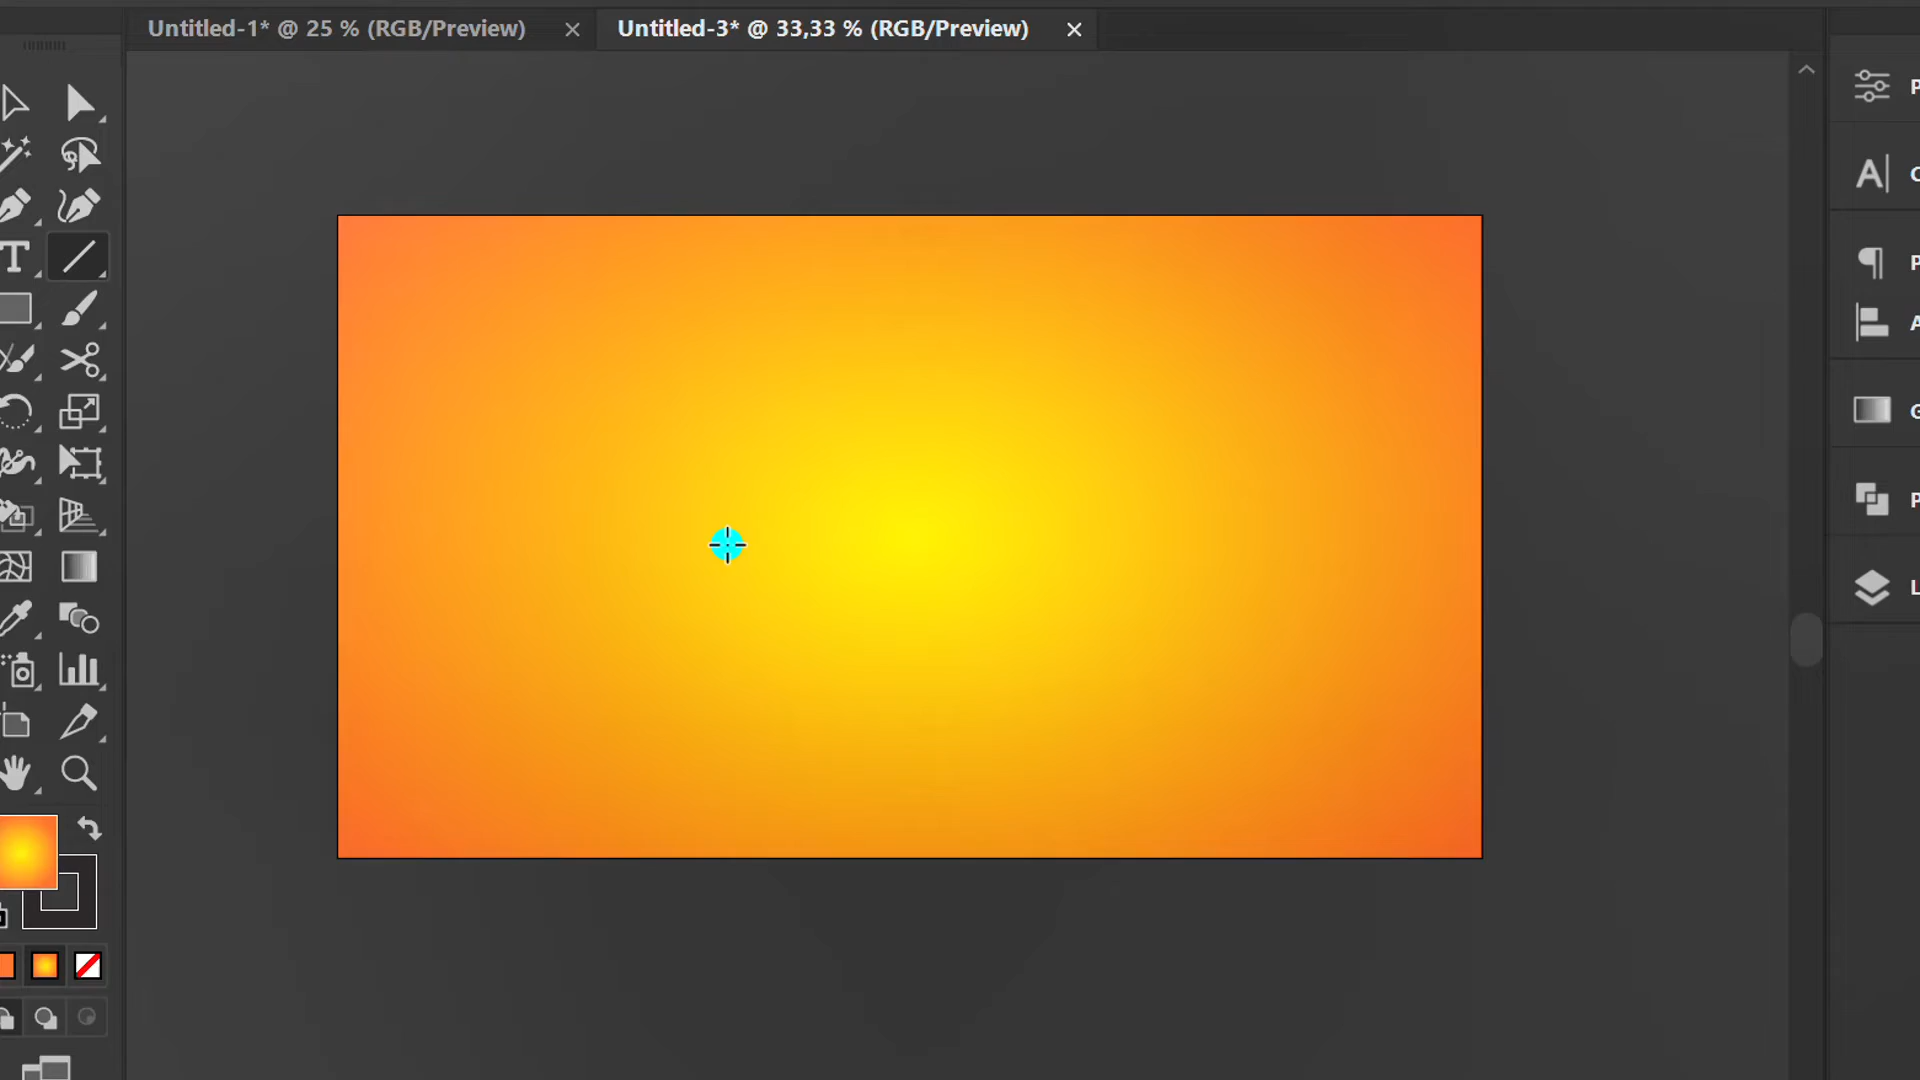 Untitled-1* @ 25 % (RGB/Preview)
Untitled-3* @ 33,33 % (RGB/Preview)
P
C
P
A
G
P
L